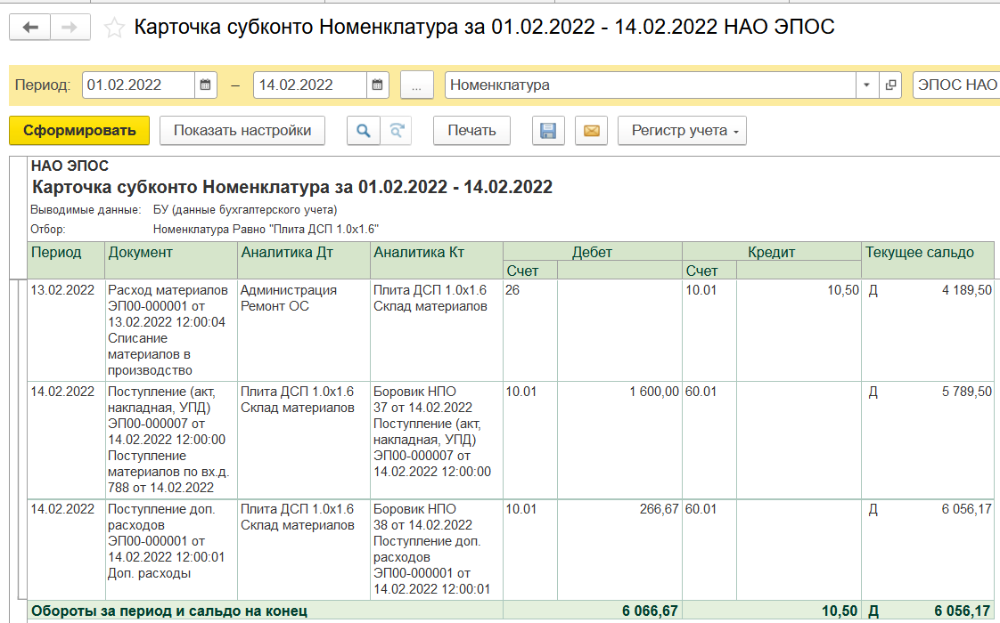 Карточка субконто Номенклатура за 01.02.2022 - 14.02.2022 НАО ЭПОС
Период: 01.02.2022 – 14.02.2022 ... Номенклатура ЭПОС НАО
Сформировать Показать настройки Печать Регистр учета
НАО ЭПОС
Карточка субконто Номенклатура за 01.02.2022 - 14.02.2022
Выводимые данные: БУ (данные бухгалтерского учета)
Отбор: Номенклатура Равно "Плита ДСП 1.0х1.6"
Период Документ Аналитика Дт Аналитика Кт Дебет Кредит Текущее сальдо
Счет Счет
13.02.2022 Расход материалов Администрация Плита ДСП 1.0х1.6 26 10.01 10,50 Д 4 189,50
ЭП00-000001 от Ремонт ОС Склад материалов
13.02.2022 12:00:04
Списание
материалов в
производство
14.02.2022 Поступление (акт, Плита ДСП 1.0х1.6 Боровик НПО 10.01 1 600,00 60.01 Д 5 789,50
накладная, УПД) Склад материалов 37 от 14.02.2022
ЭП00-000007 от Поступление (акт,
14.02.2022 12:00:00 накладная, УПД)
Поступление ЭП00-000007 от
материалов по вх.д. 14.02.2022 12:00:00
788 от 14.02.2022
14.02.2022 Поступление доп. Плита ДСП 1.0х1.6 Боровик НПО 10.01 266,67 60.01 Д 6 056,17
расходов Склад материалов 38 от 14.02.2022
ЭП00-000001 от Поступление доп.
14.02.2022 12:00:01 расходов
Доп. расходы ЭП00-000001 от
14.02.2022 12:00:01
Обороты за период и сальдо на конец 6 066,67 10,50 Д 6 056,17